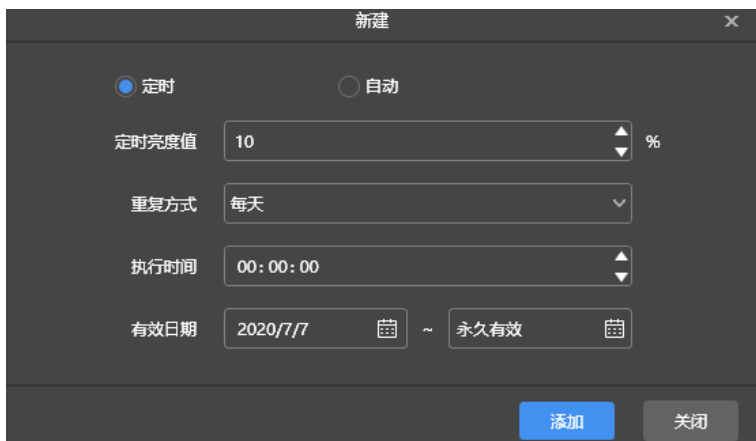 新建
定时 自动
定时亮度值 10 %
重复方式 每天
执行时间 00:00:00
有效日期 2020/7/7 ~ 永久有效
添加 关闭